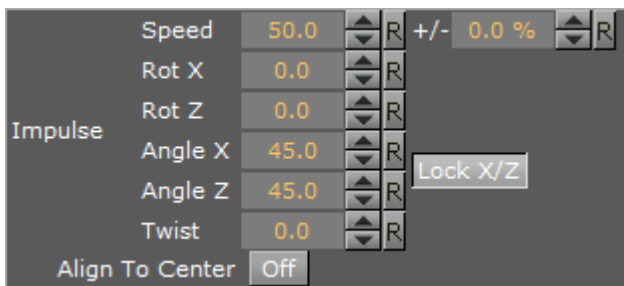 Speed 50.0 R +/- 0.0 % R
Rot X 0.0 R
Rot Z 0.0 R
Impulse
Angle X 45.0 R
Lock X/Z
Angle Z 45.0 R
Twist 0.0 R
Align To Center Off